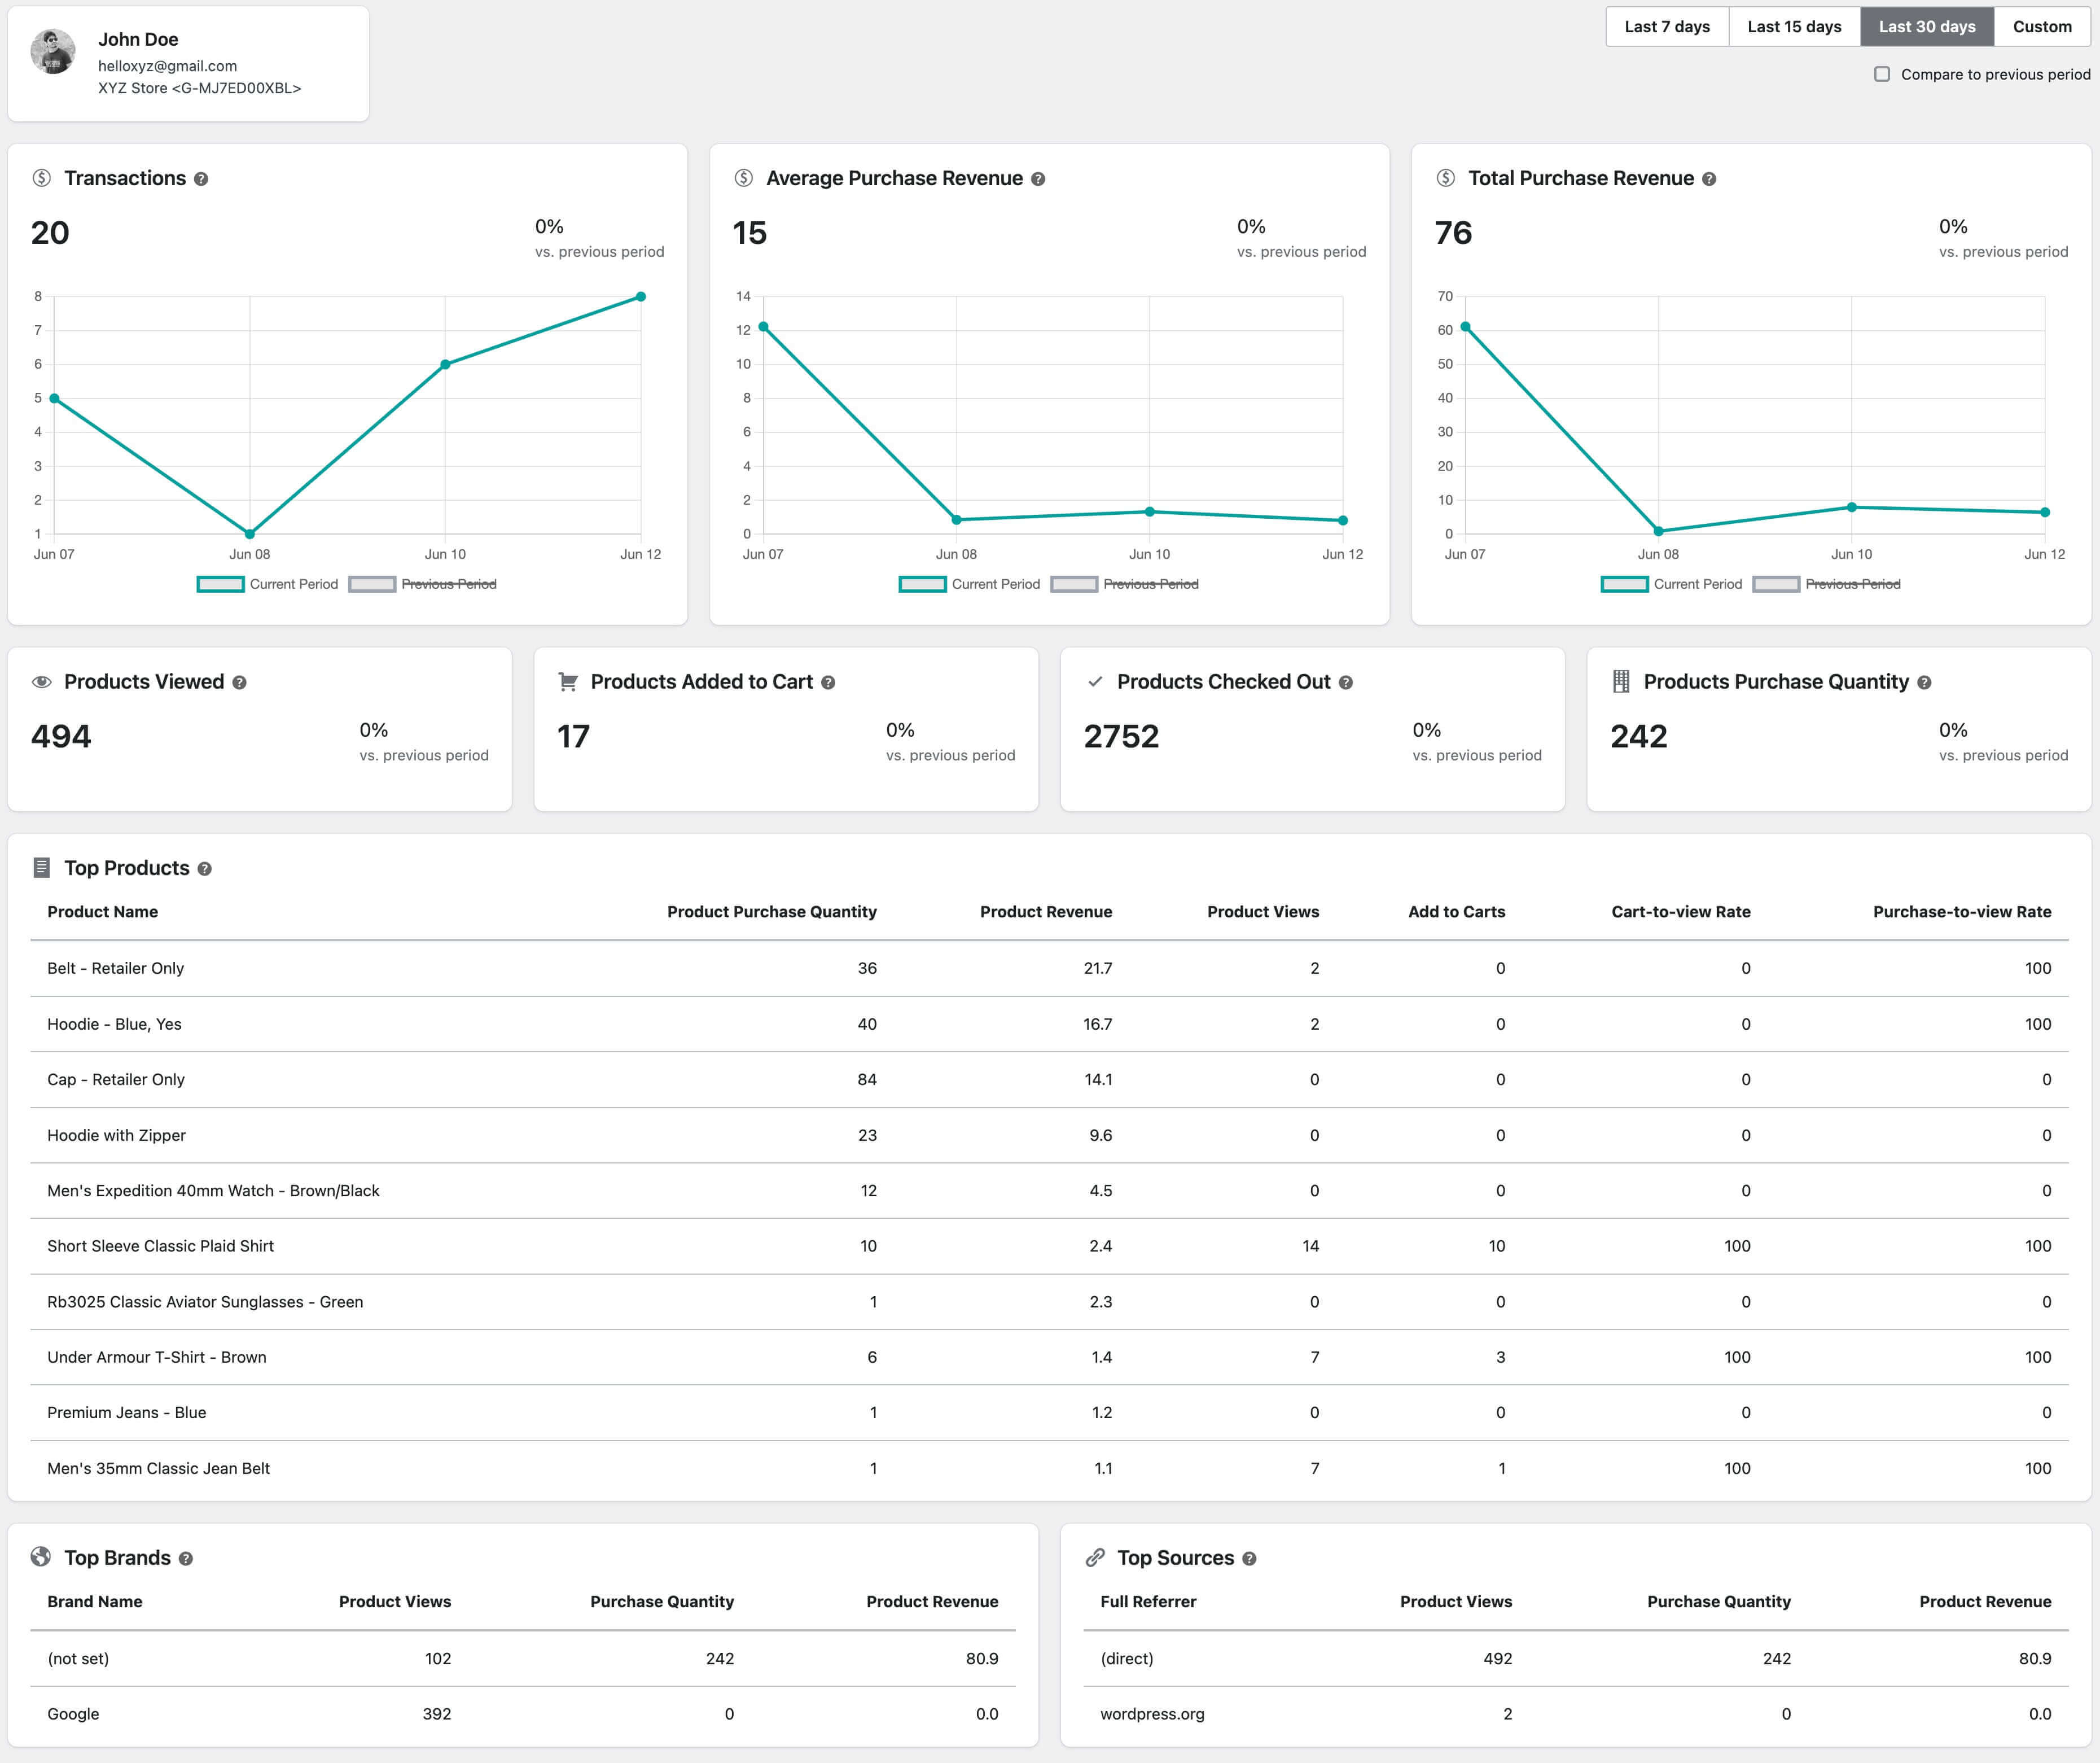 John Doe
helloxyz@gmail.com
XYZ Store <G-MJ7ED00XBL>
Last 7 days Last 15 days Last 30 days Custom
Compare to previous period
Transactions ?
20
0%
vs. previous period
8
7
6
5
4
3
2
1
Jun 07 Jun 08 Jun 10 Jun 12
Current Period Previous Period
Average Purchase Revenue ?
15
0%
vs. previous period
14
12
10
8
6
4
2
0
Jun 07 Jun 08 Jun 10 Jun 12
Current Period Previous Period
Total Purchase Revenue ?
76
0%
vs. previous period
70
60
50
40
30
20
10
0
Jun 07 Jun 08 Jun 10 Jun 12
Current Period Previous Period
Products Viewed ?
494
0%
vs. previous period
Products Added to Cart ?
17
0%
vs. previous period
Products Checked Out ?
2752
0%
vs. previous period
Products Purchase Quantity ?
242
0%
vs. previous period
Top Products ?
Product Name Product Purchase Quantity Product Revenue Product Views Add to Carts Cart-to-view Rate Purchase-to-view Rate
Belt - Retailer Only 36 21.7 2 0 0 100
Hoodie - Blue, Yes 40 16.7 2 0 0 100
Cap - Retailer Only 84 14.1 0 0 0 0
Hoodie with Zipper 23 9.6 0 0 0 0
Men's Expedition 40mm Watch - Brown/Black 12 4.5 0 0 0 0
Short Sleeve Classic Plaid Shirt 10 2.4 14 10 100 100
Rb3025 Classic Aviator Sunglasses - Green 1 2.3 0 0 0 0
Under Armour T-Shirt - Brown 6 1.4 7 3 100 100
Premium Jeans - Blue 1 1.2 0 0 0 0
Men's 35mm Classic Jean Belt 1 1.1 7 1 100 100
Top Brands ?
Brand Name Product Views Purchase Quantity Product Revenue
(not set) 102 242 80.9
Google 392 0 0.0
Top Sources ?
Full Referrer Product Views Purchase Quantity Product Revenue
(direct) 492 242 80.9
wordpress.org 2 0 0.0